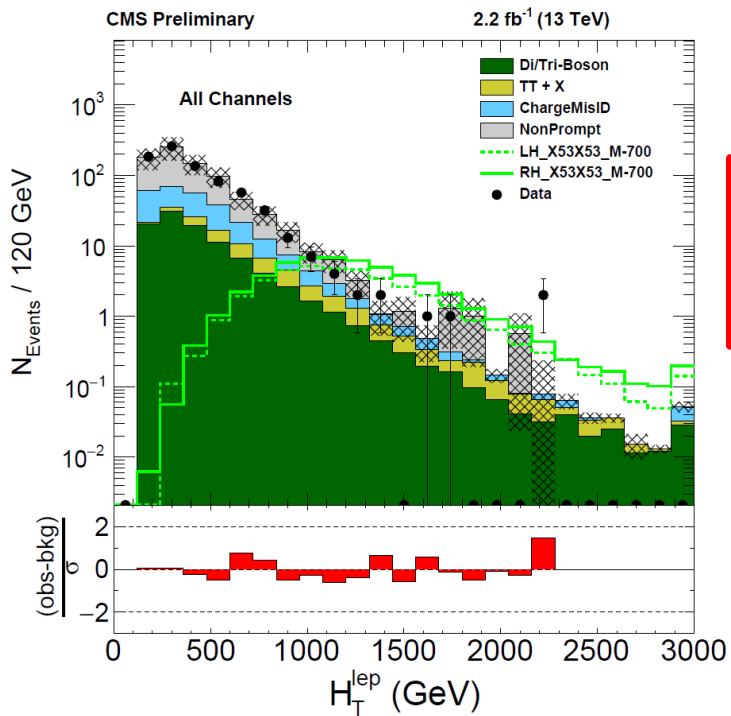 CMS Preliminary 2.2 fb⁻¹ (13 TeV)
All Channels
Di/Tri-Boson
TT + X
ChargeMisID
NonPrompt
LH_X53X53_M-700
RH_X53X53_M-700
Data
N_Events / 120 GeV
10³
10²
10
1
10⁻¹
10⁻²
(obs-bkg)
σ
2
0
−2
0 500 1000 1500 2000 2500 3000
H_T^lep (GeV)